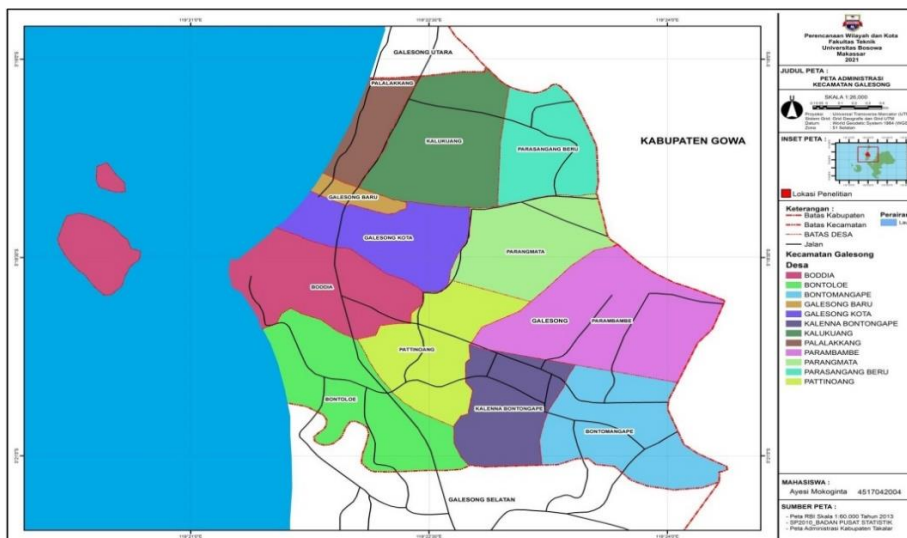 GALESONG UTARA
PALALAKKANG
KALUKUANG
PARASANGANG BERU
KABUPATEN GOWA
GALESONG BARU
GALESONG KOTA
PARANGMATA
BODDIA
GALESONG
PARAMBAMBE
PATTINOANG
BONTOLOE
KALENNA BONTONGAPE
BONTOMANGAPE
GALESONG SELATAN
Perencanaan Wilayah dan Kota
Fakultas Teknik
Universitas Bosowa
Makassar
2021
JUDUL PETA :
PETA ADMINISTRASI
KECAMATAN GALESONG
SKALA 1:25,000
INSET PETA :
Lokasi Penelitian
Keterangan :
Batas Kabupaten
Batas Kecamatan
BATAS DESA
Jalan
Perairan
Kecamatan Galesong
Desa
BODDIA
BONTOLOE
BONTOMANGAPE
GALESONG BARU
GALESONG KOTA
KALENNA BONTONGAPE
KALUKUANG
PALALAKKANG
PARAMBAMBE
PARANGMATA
PARASANGANG BERU
PATTINOANG
MAHASISWA :
Ayesi Mokoginta 4517042004
SUMBER PETA :
- Peta RBI Skala 1:60.000 Tahun 2013
- SP2010_BADAN PUSAT STATISTIK
- Peta Administrasi Kabupaten Takalar